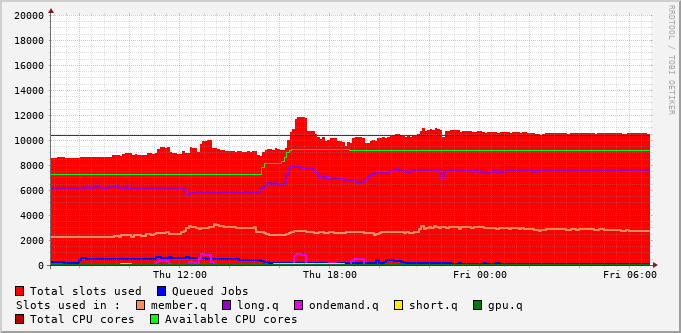 20000
18000
16000
14000
12000
10000
8000
6000
4000
2000
0
Thu 12:00 Thu 18:00 Fri 00:00 Fri 06:00
Total slots used Queued Jobs
Slots used in : member.q long.q ondemand.q short.q gpu.q
Total CPU cores Available CPU cores
RRDTOOL / TOBI OETIKER